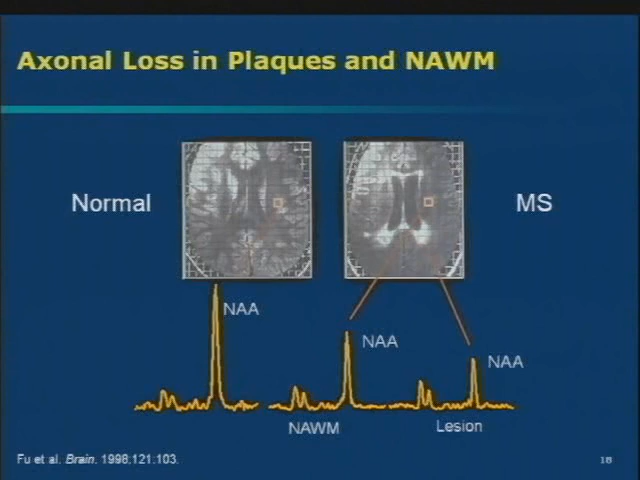 Axonal Loss in Plaques and NAWM
Normal
MS
NAA
NAA
NAA
NAWM
Lesion
Fu et al. Brain. 1998;121.103.
18